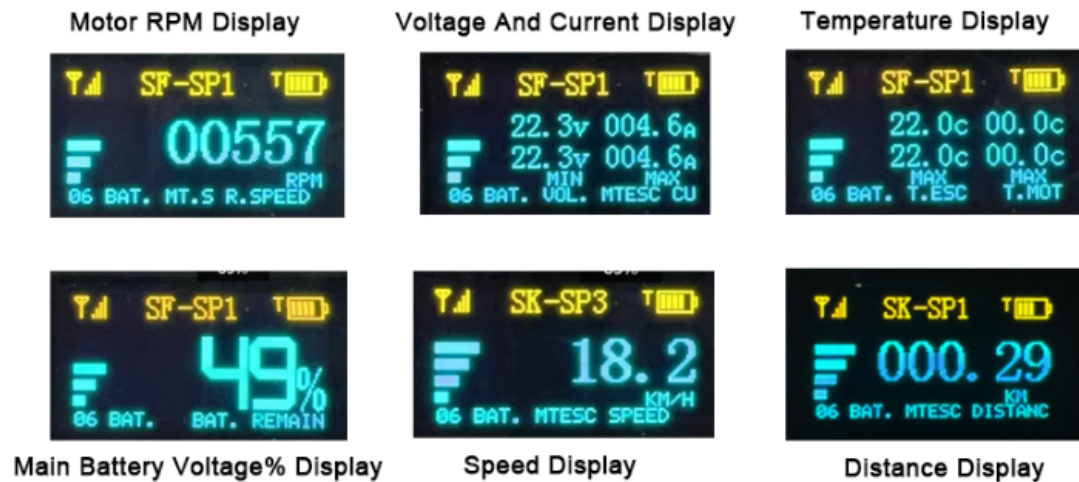 Motor RPM Display
SF-SP1 T
00557
RPM
06 BAT. MT.S R.SPEED
Voltage And Current Display
SF-SP1
22.3v 004.6A
22.3v 004.6A
MIN MAX
06 BAT. VOL. MTESC CU
Temperature Display
SF-SP1 T
22.0c 00.0c
22.0c 00.0c
MAX MAX
06 BAT. T.ESC T.MOT
SF-SP1 T
49%
06 BAT. BAT. REMAIN
Main Battery Voltage% Display
SK-SP3 T
18.2
KM/H
06 BAT. MTESC SPEED
Speed Display
SK-SP1 T
000.29
KM
06 BAT. MTESC DISTANC
Distance Display